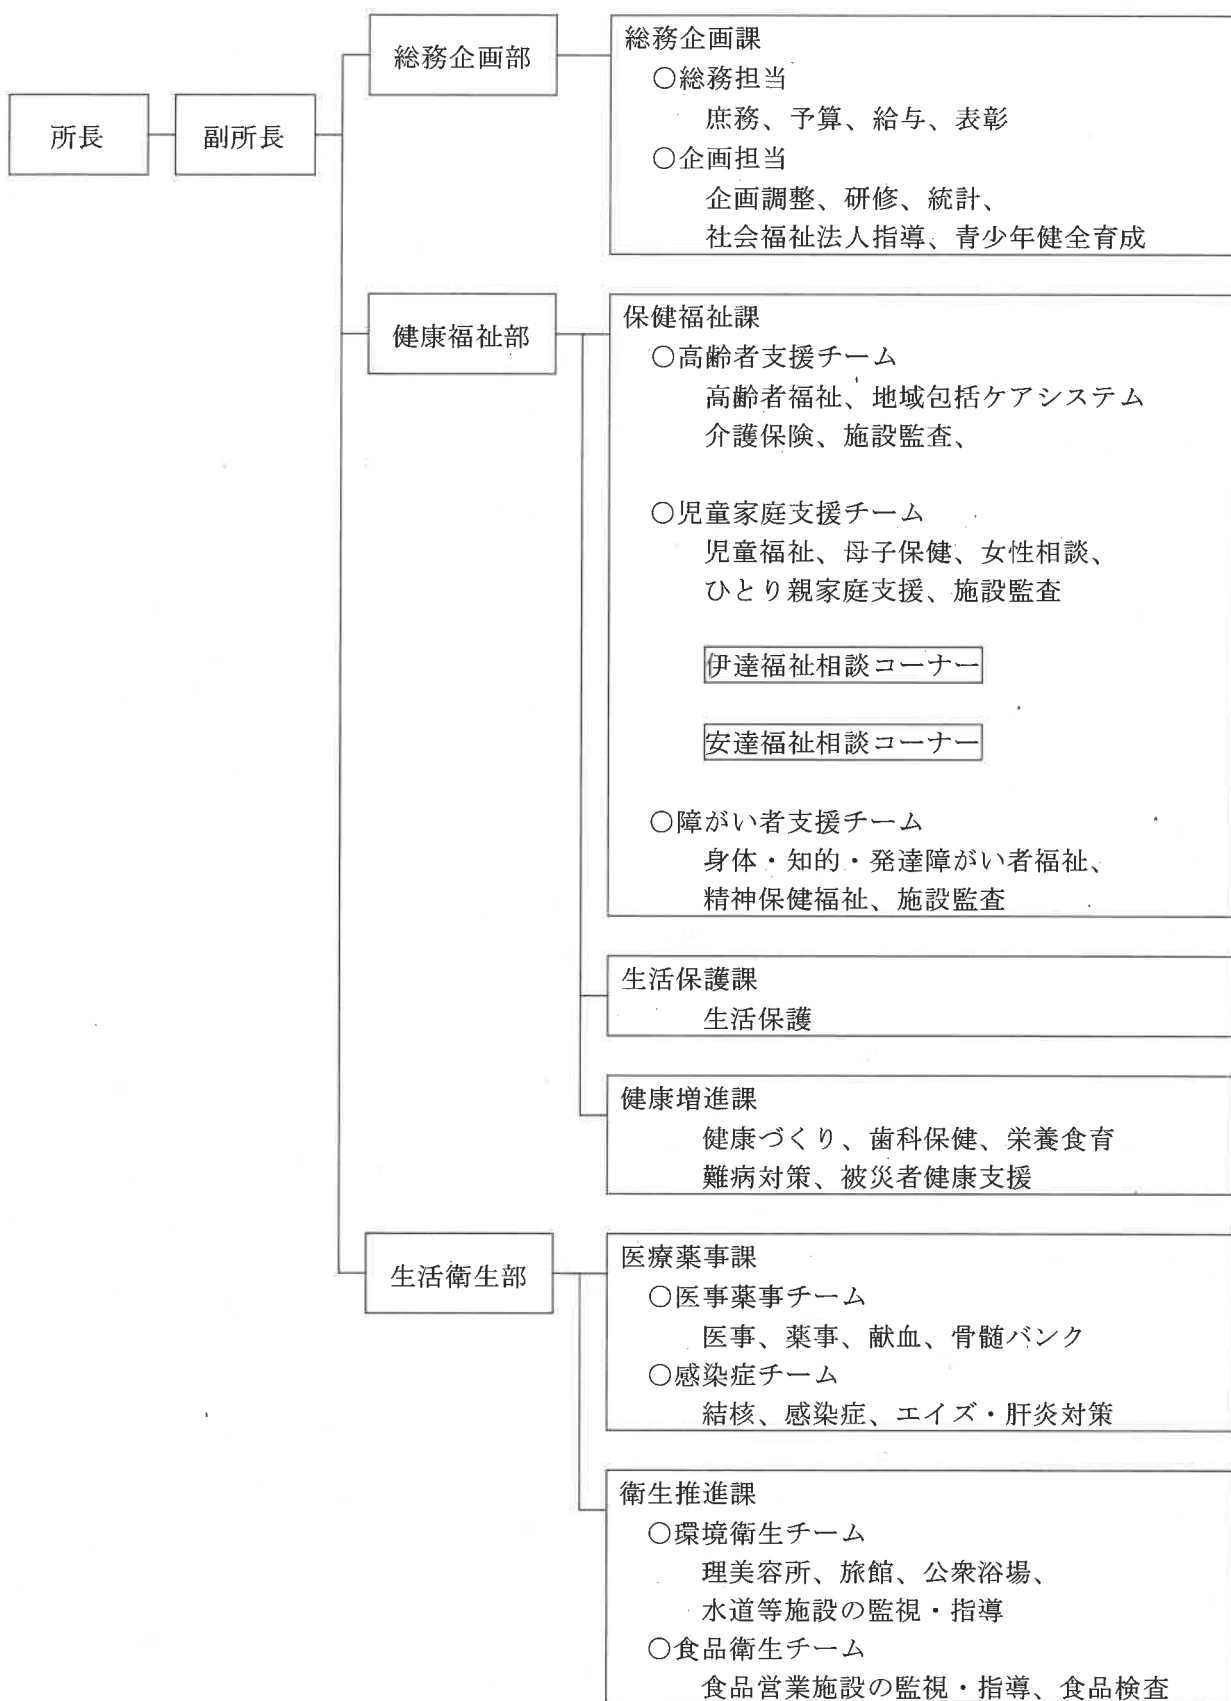 所長
副所長
総務企画部
総務企画課
○総務担当
庶務、予算、給与、表彰
○企画担当
企画調整、研修、統計、
社会福祉法人指導、青少年健全育成
健康福祉部
保健福祉課
○高齢者支援チーム
高齢者福祉、地域包括ケアシステム
介護保険、施設監査、
○児童家庭支援チーム
児童福祉、母子保健、女性相談、
ひとり親家庭支援、施設監査
伊達福祉相談コーナー
安達福祉相談コーナー
○障がい者支援チーム
身体・知的・発達障がい者福祉、
精神保健福祉、施設監査
生活保護課
生活保護
健康増進課
健康づくり、歯科保健、栄養食育
難病対策、被災者健康支援
生活衛生部
医療薬事課
○医事薬事チーム
医事、薬事、献血、骨髄バンク
○感染症チーム
結核、感染症、エイズ・肝炎対策
衛生推進課
○環境衛生チーム
理美容所、旅館、公衆浴場、
水道等施設の監視・指導
○食品衛生チーム
食品営業施設の監視・指導、食品検査